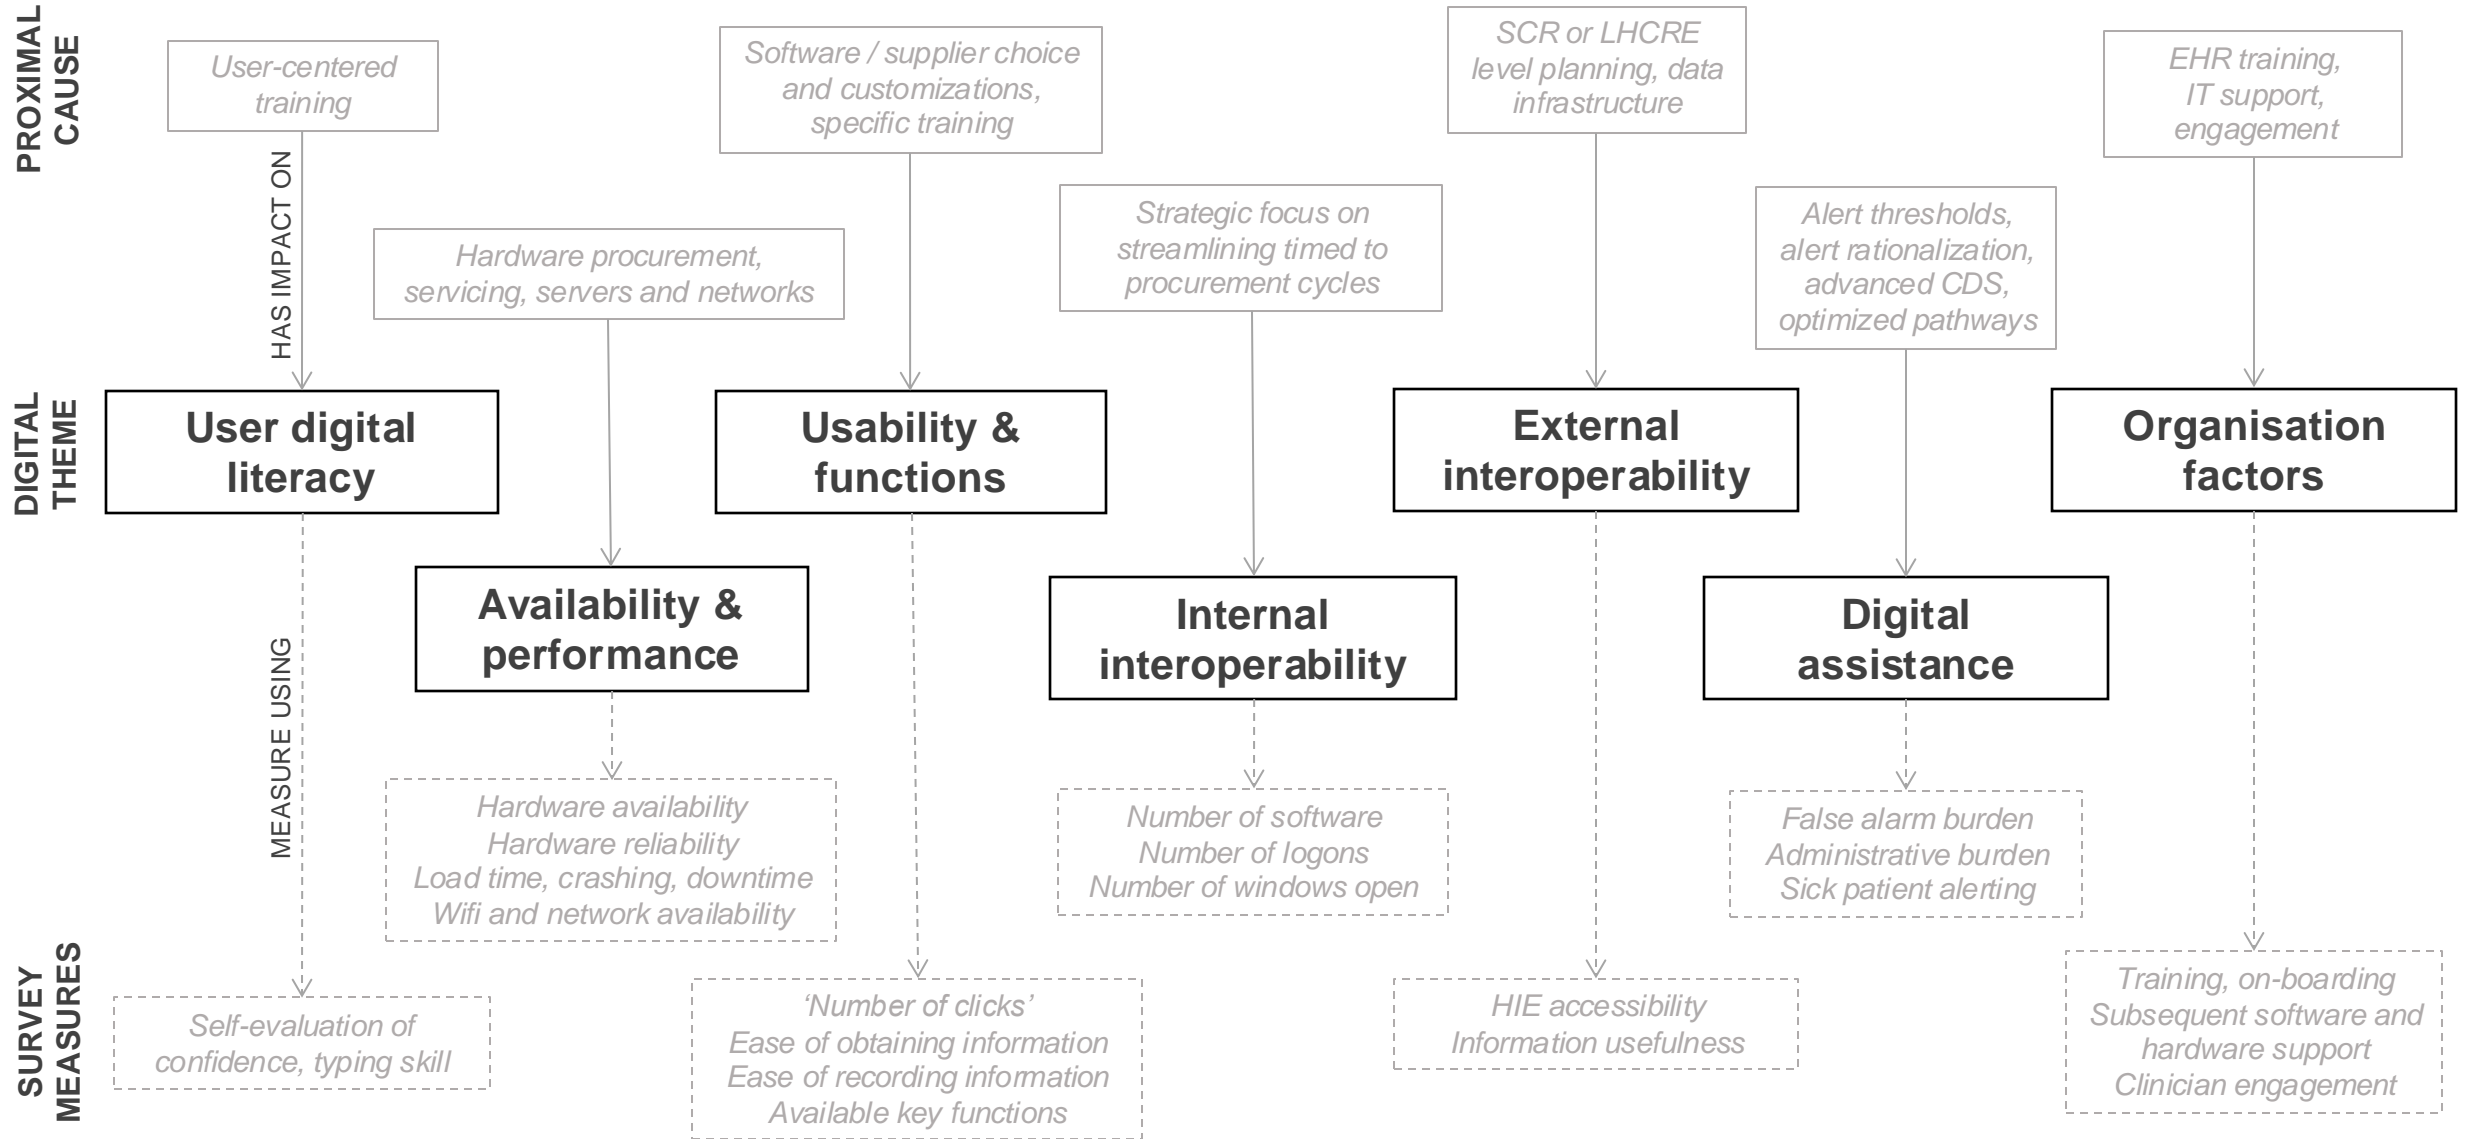 PROXIMAL
CAUSE
User-centered
training
Software / supplier choice
and customizations,
specific training
SCR or LHCRE
level planning, data
infrastructure
EHR training,
IT support,
engagement
HAS IMPACT ON
Hardware procurement,
servicing, servers and networks
Strategic focus on
streamlining timed to
procurement cycles
Alert thresholds,
alert rationalization,
advanced CDS,
optimized pathways
DIGITAL
THEME
User digital
literacy
Usability &
functions
External
interoperability
Organisation
factors
Availability &
performance
Internal
interoperability
Digital
assistance
MEASURE USING
Hardware availability
Hardware reliability
Load time, crashing, downtime
Wifi and network availability
Number of software
Number of logons
Number of windows open
False alarm burden
Administrative burden
Sick patient alerting
SURVEY
MEASURES
Self-evaluation of
confidence, typing skill
‘Number of clicks’
Ease of obtaining information
Ease of recording information
Available key functions
HIE accessibility
Information usefulness
Training, on-boarding
Subsequent software and
hardware support
Clinician engagement